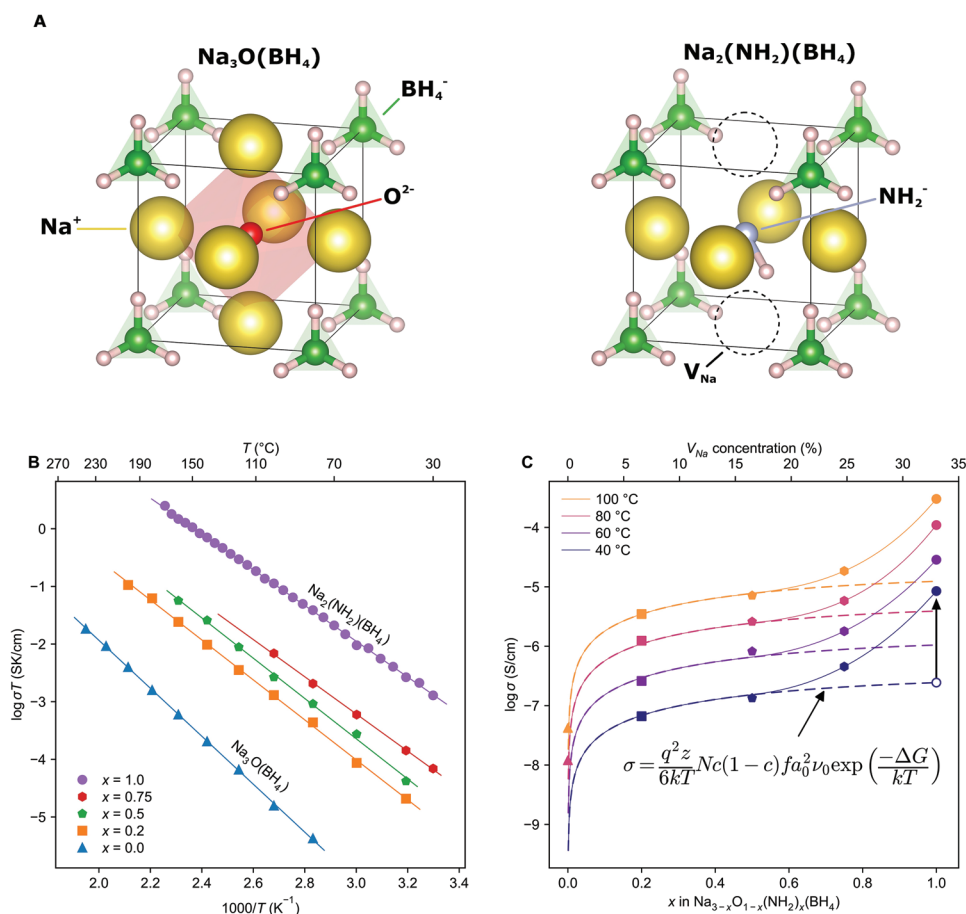 A
Na₃O(BH₄)
Na₂(NH₂)(BH₄)
BH₄⁻
O²⁻
Na⁺
NH₂⁻
V_Na
B
T (°C)
270 230 190 150 110 70 30
log σT (SK/cm)
0
−1
−2
−3
−4
−5
Na₂(NH₂)(BH₄)
Na₃O(BH₄)
x = 1.0
x = 0.75
x = 0.5
x = 0.2
x = 0.0
2.0 2.2 2.4 2.6 2.8 3.0 3.2 3.4
1000/T (K⁻¹)
C
V_Na concentration (%)
0 5 10 15 20 25 30 35
100 °C
80 °C
60 °C
40 °C
log σ (S/cm)
−4
−5
−6
−7
−8
−9
σ = q²z/6kT Nc(1−c)fa₀²ν₀exp(−ΔG/kT)
0.0 0.2 0.4 0.6 0.8 1.0
x in Na₃₋ₓO₁₋ₓ(NH₂)ₓ(BH₄)